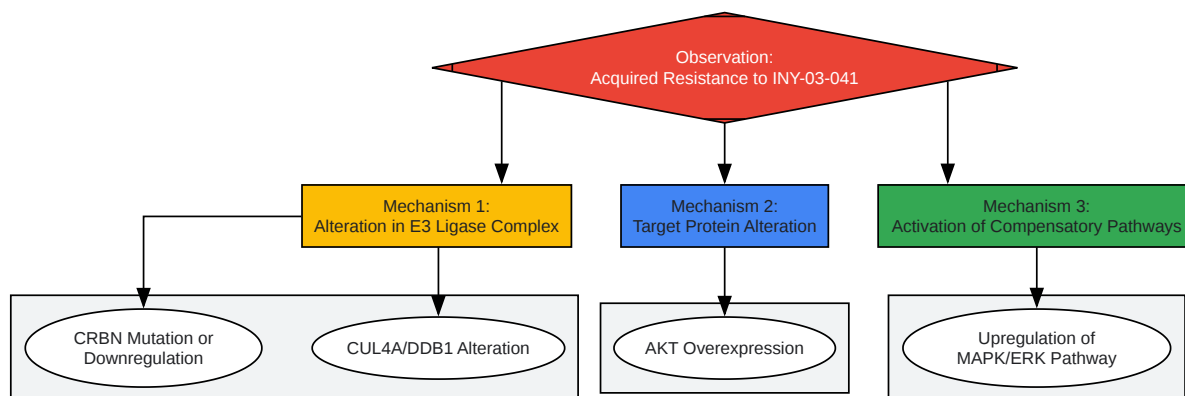 Observation:
Acquired Resistance to INY-03-041
Mechanism 1:
Alteration in E3 Ligase Complex
Mechanism 2:
Target Protein Alteration
Mechanism 3:
Activation of Compensatory Pathways
CRBN Mutation or
Downregulation
CUL4A/DDB1 Alteration
AKT Overexpression
Upregulation of
MAPK/ERK Pathway